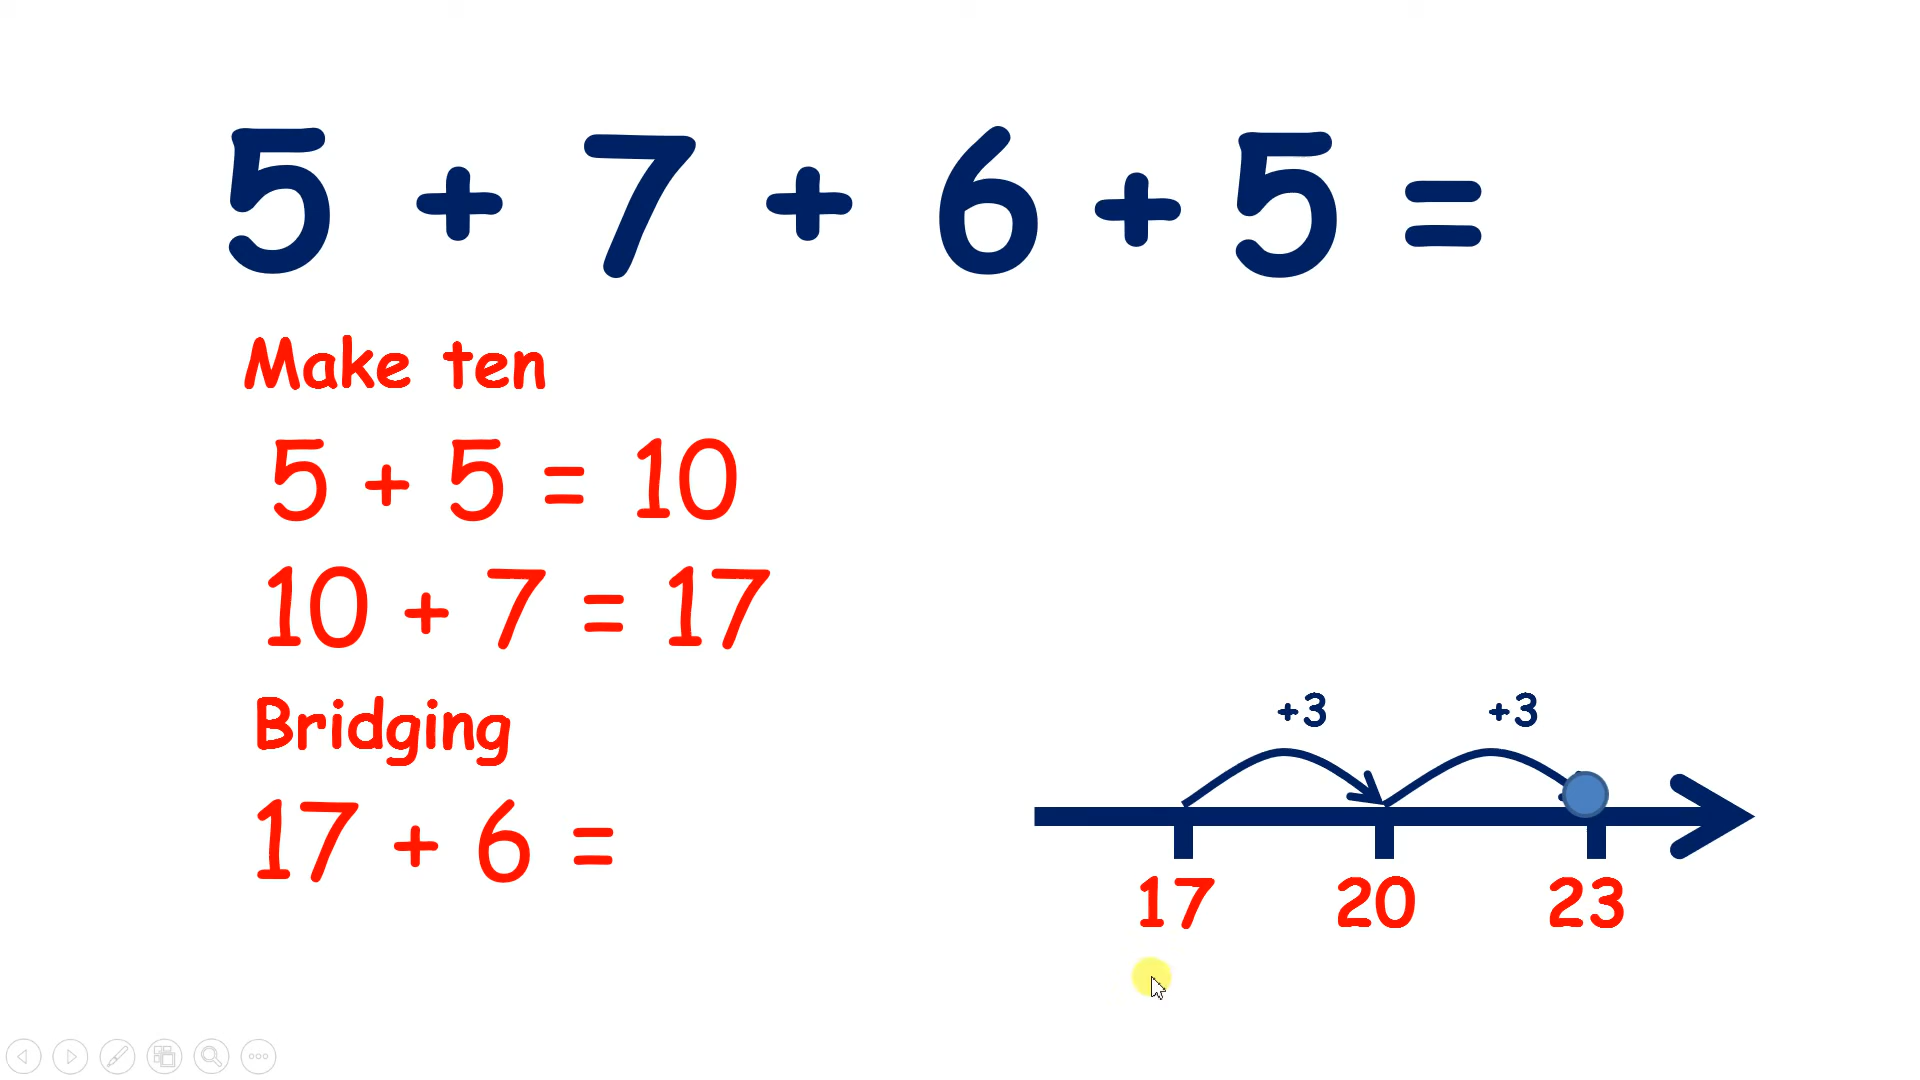 5 + 7 + 6 + 5 =
Make ten
5 + 5 = 10
10 + 7 = 17
Bridging
17 + 6 =
+3 +3
17 20 23